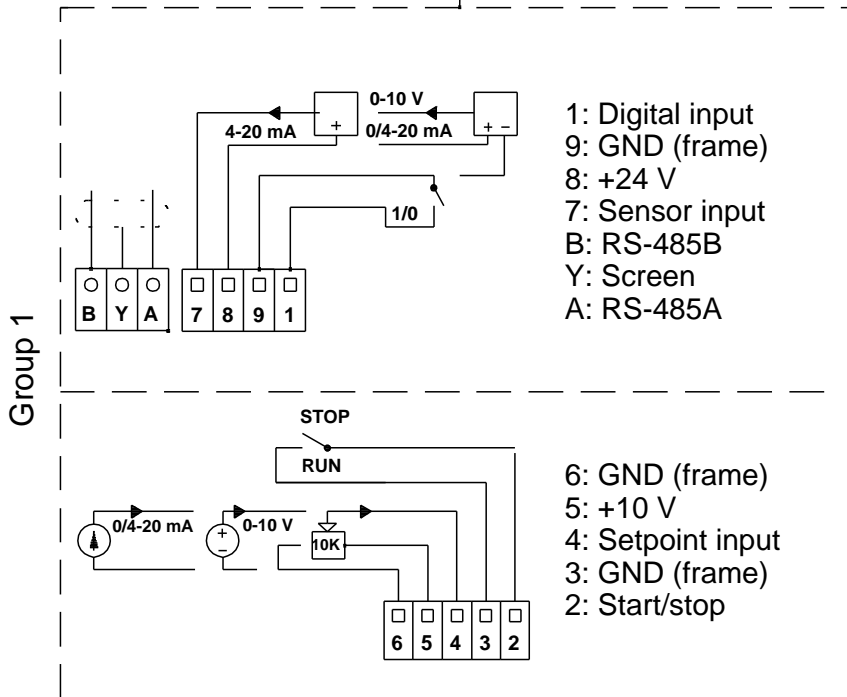 Group 1
0-10 V
4-20 mA
0/4-20 mA
+
+ −
1/0
B Y A
7 8 9 1
1: Digital input
9: GND (frame)
8: +24 V
7: Sensor input
B: RS-485B
Y: Screen
A: RS-485A
STOP
RUN
0/4-20 mA
+
−
0-10 V
10K
6 5 4 3 2
6: GND (frame)
5: +10 V
4: Setpoint input
3: GND (frame)
2: Start/stop